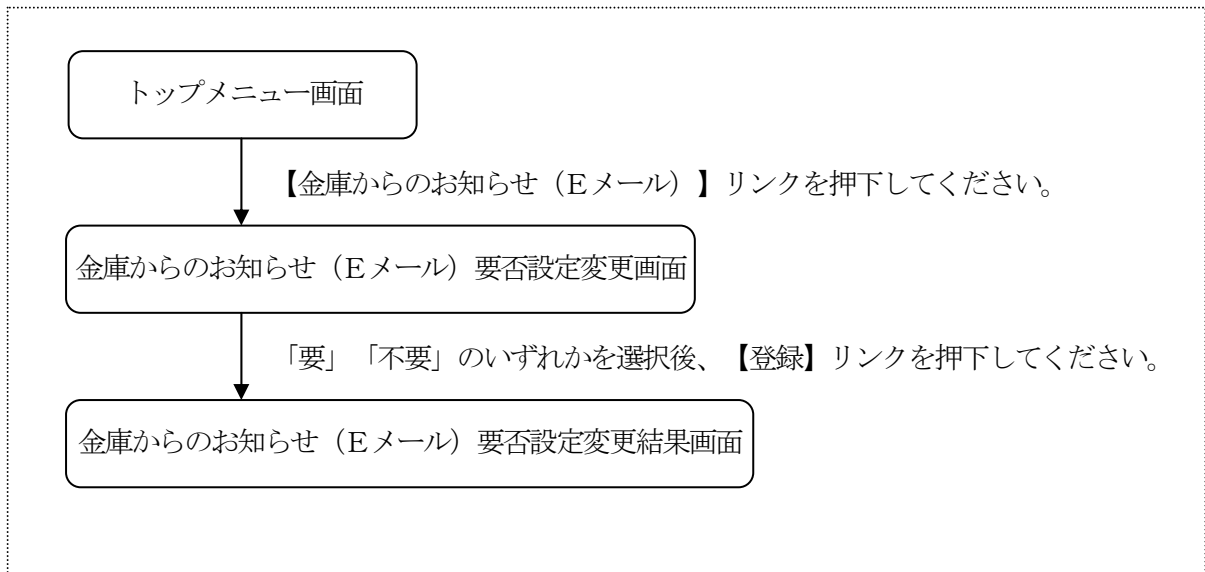 トップメニュー画面
【金庫からのお知らせ（Ｅメール）】リンクを押下してください。
金庫からのお知らせ（Ｅメール）要否設定変更画面
「要」「不要」のいずれかを選択後、【登録】リンクを押下してください。
金庫からのお知らせ（Ｅメール）要否設定変更結果画面